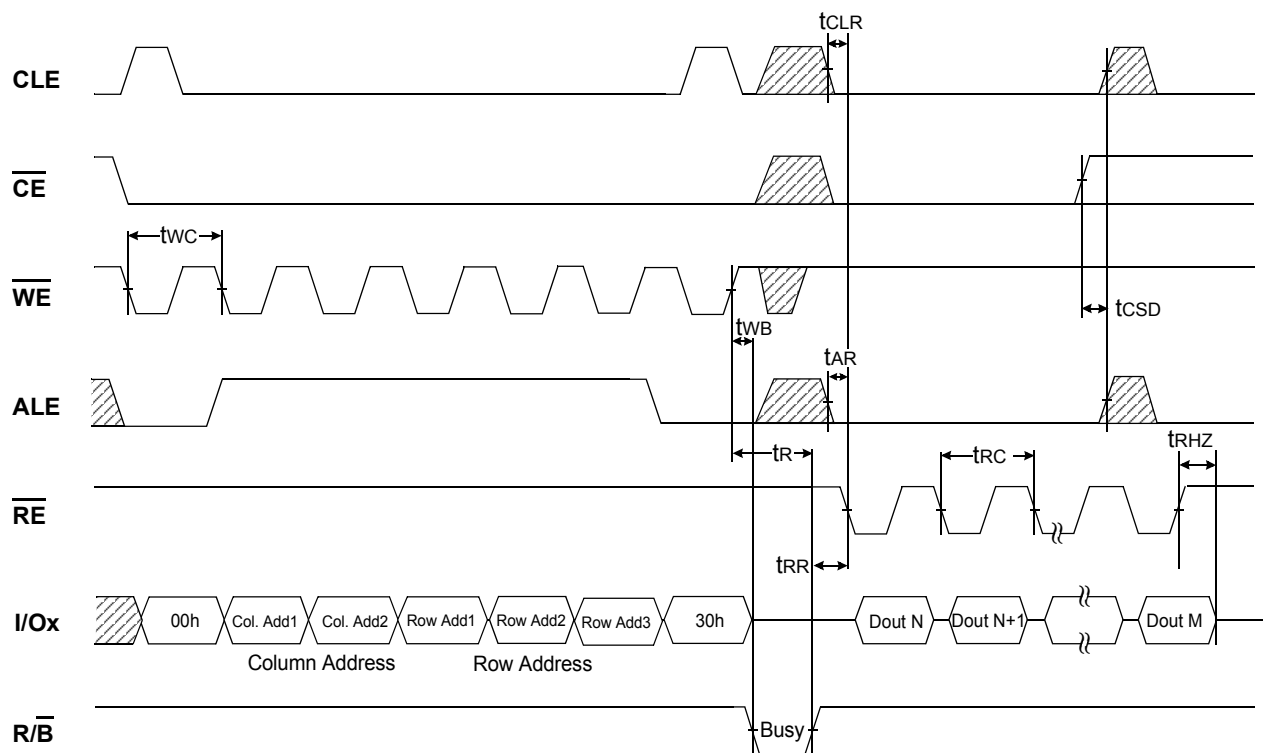 tCLR
CLE
CE
tWC
WE
tWB
tCSD
tAR
ALE
tR
tRC
tRHZ
RE
tRR
I/Ox
00h
Col. Add1
Col. Add2
Row Add1
Row Add2
Row Add3
30h
Dout N
Dout N+1
Dout M
Column Address
Row Address
R/B
Busy